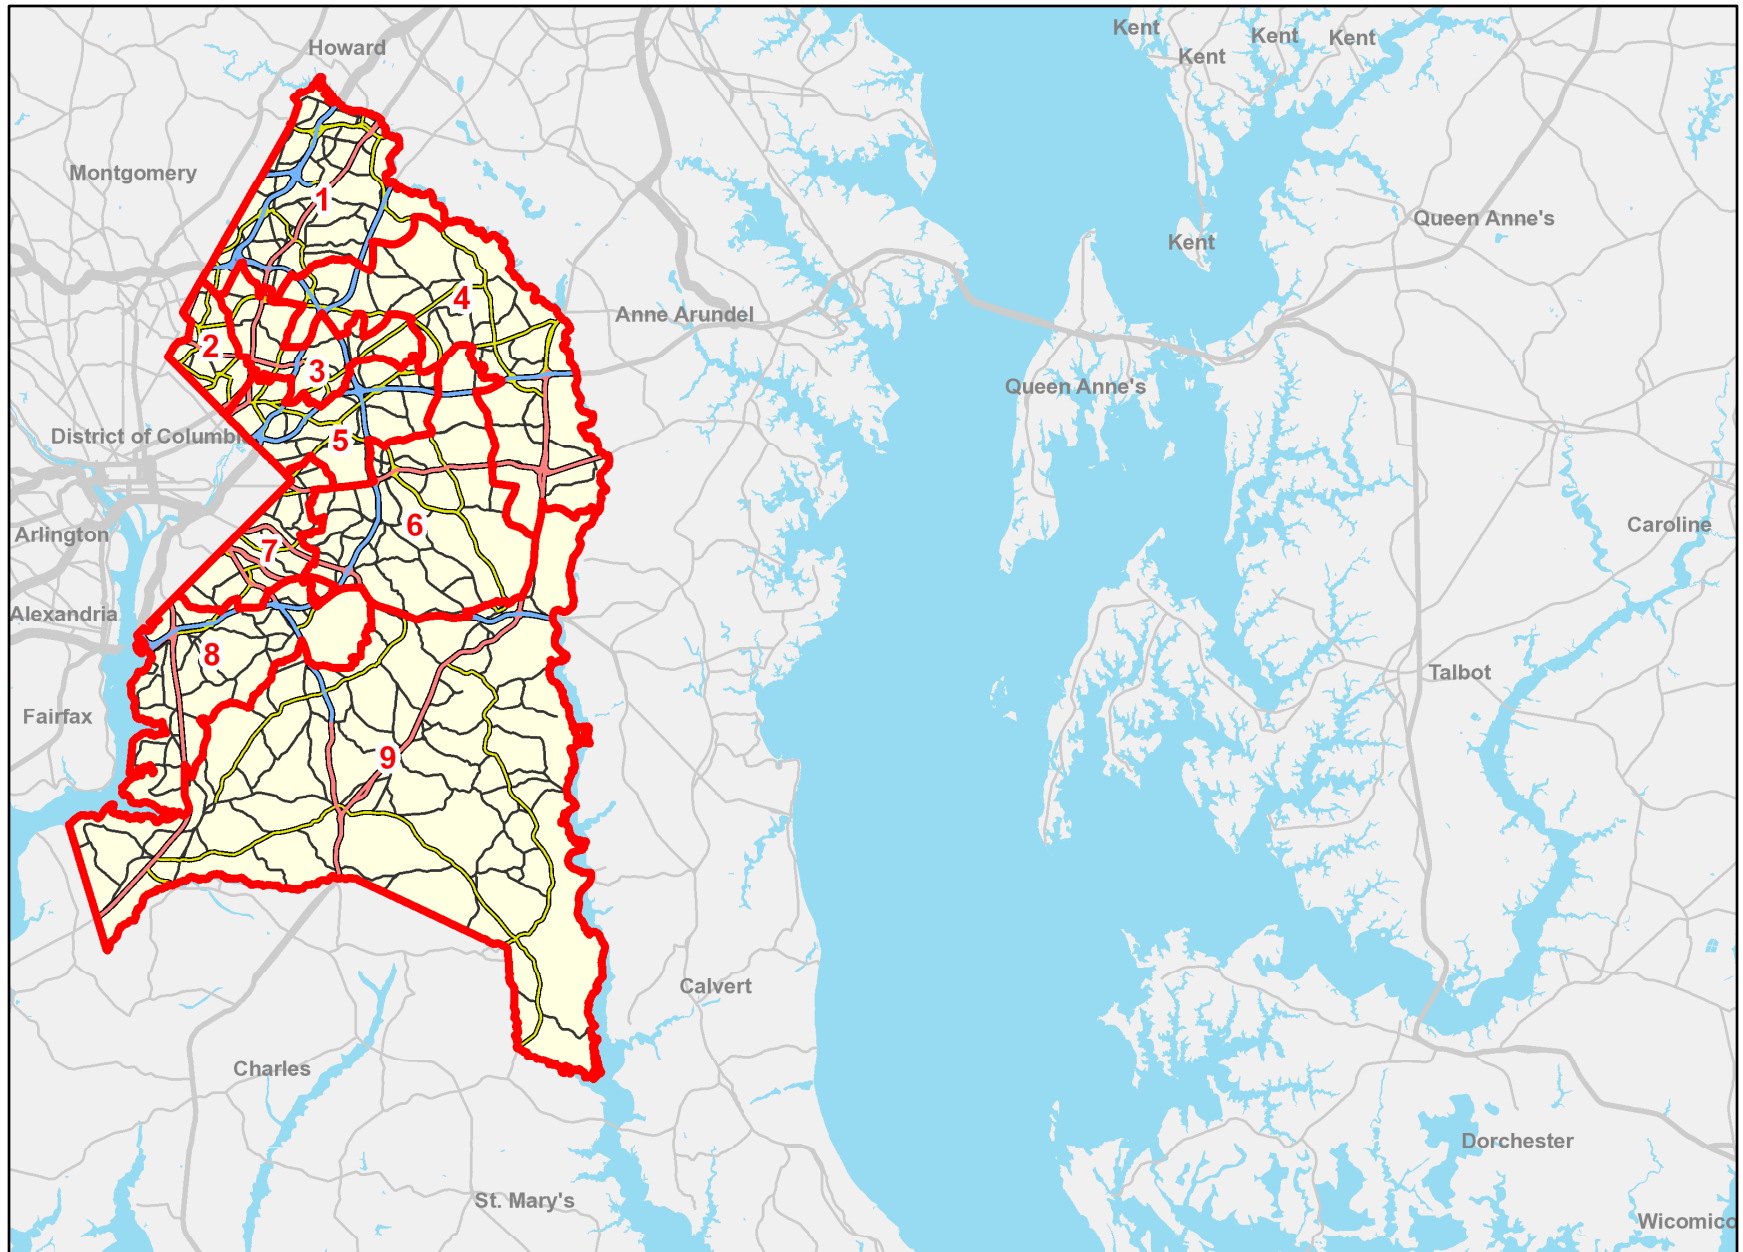 Kent
Kent
Kent
Kent
Howard
Montgomery
1
Queen Anne's
Kent
4
Anne Arundel
2
3
Queen Anne's
District of Columbi
5
6
Caroline
Arlington
7
Alexandria
8
Talbot
Fairfax
9
Calvert
Charles
Dorchester
St. Mary's
Wicomico